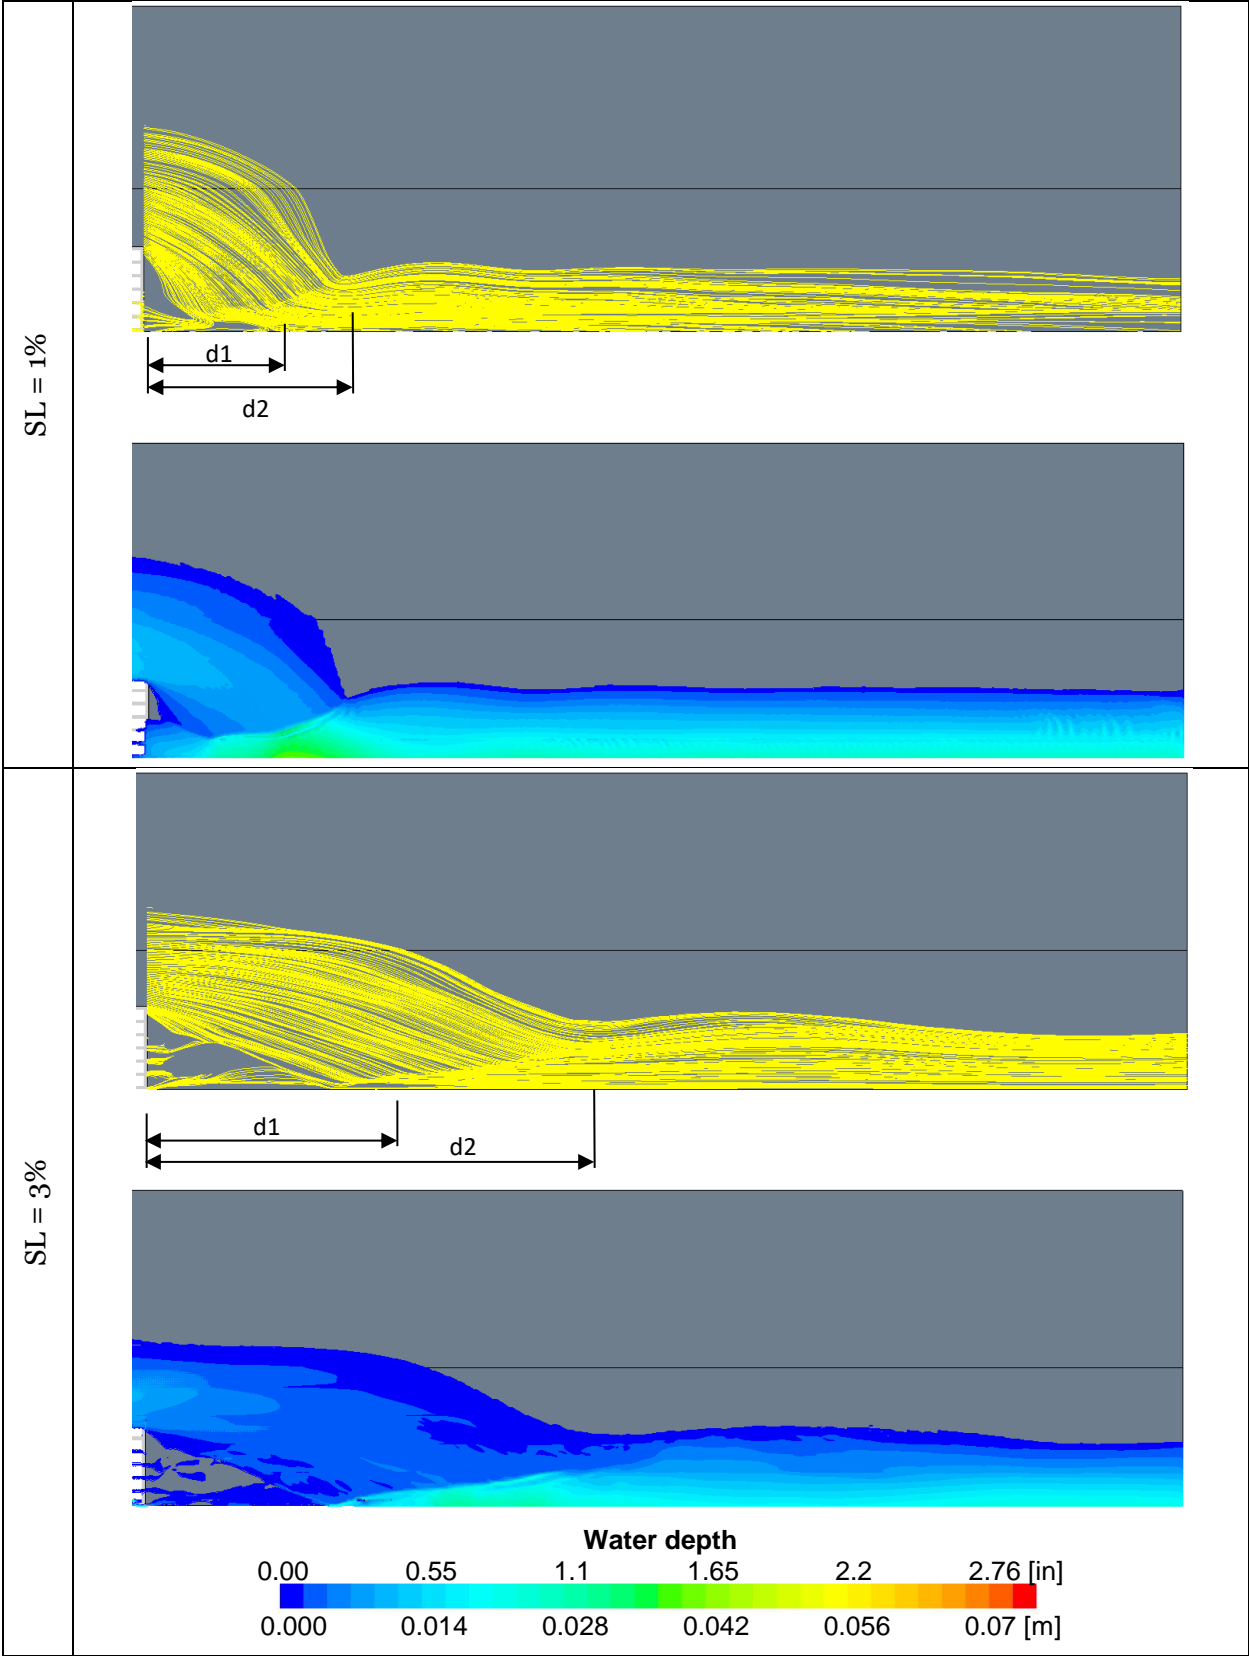 SL = 1%
d1
d2
SL = 3%
d1
d2
Water depth
0.00 0.55 1.1 1.65 2.2 2.76 [in]
0.000 0.014 0.028 0.042 0.056 0.07 [m]